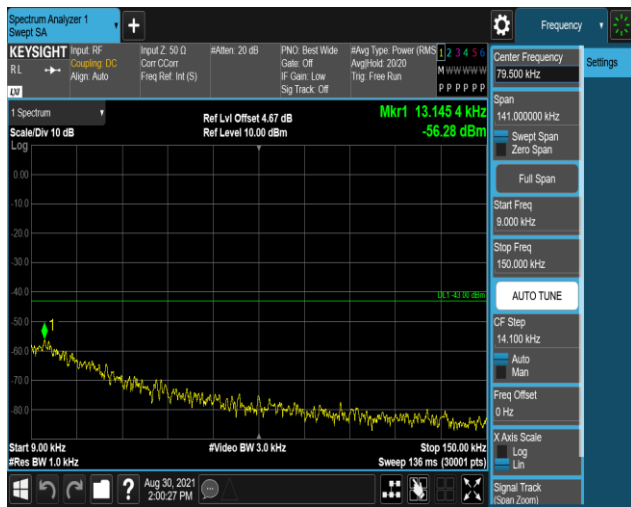 Spectrum Analyzer 1
Swept SA
+
Frequency
KEYSIGHT
RL
LXI
Input: RF
Coupling: DC
Align: Auto
Input Z: 50 Ω
Corr CCorr
Freq Ref: Int (S)
#Atten: 20 dB
PNO: Best Wide
Gate: Off
IF Gain: Low
Sig Track: Off
#Avg Type: Power (RMS
Avg|Hold: 20/20
Trig: Free Run
1 2 3 4 5 6
M W W W W W
P P P P P P
1 Spectrum
Scale/Div 10 dB
Log
Ref Lvl Offset 4.67 dB
Ref Level 10.00 dBm
Mkr1 13.145 4 kHz
-56.28 dBm
0.00
-10.0
-20.0
-30.0
-40.0
-50.0
-60.0
-70.0
-80.0
DL1 -43.00 dBm
1
Start 9.00 kHz
#Res BW 1.0 kHz
#Video BW 3.0 kHz
Stop 150.00 kHz
Sweep 136 ms (30001 pts)
?
Aug 30, 2021
2:00:27 PM
Center Frequency
79.500 kHz
Span
141.000000 kHz
Swept Span
Zero Span
Full Span
Start Freq
9.000 kHz
Stop Freq
150.000 kHz
AUTO TUNE
CF Step
14.100 kHz
Auto
Man
Freq Offset
0 Hz
X Axis Scale
Log
Lin
Signal Track
(Span Zoom)
Settings